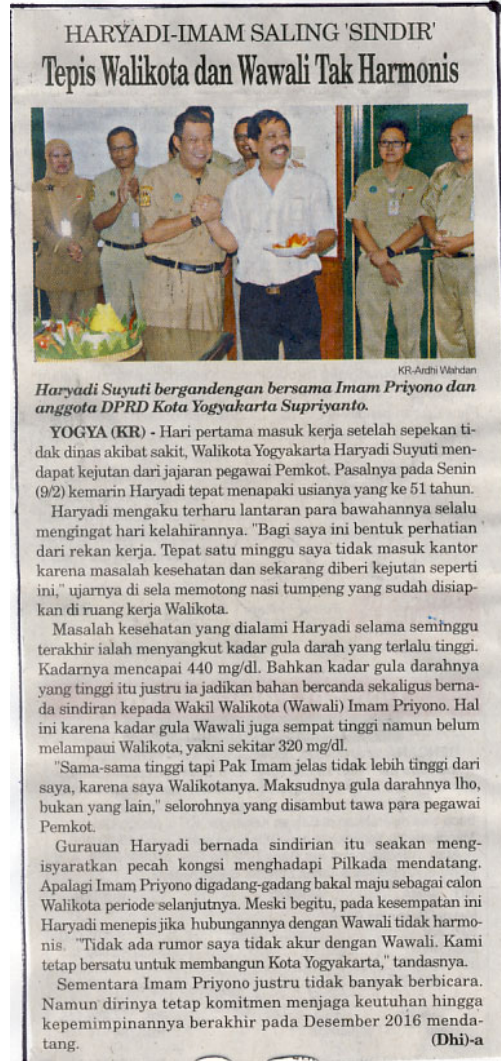 HARYADI-IMAM SALING 'SINDIR'
Tepis Walikota dan Wawali Tak Harmonis
KR-Ardhi Wahdan
Haryadi Suyuti bergandengan bersama Imam Priyono dan
anggota DPRD Kota Yogyakarta Supriyanto.
YOGYA (KR) - Hari pertama masuk kerja setelah sepekan ti-
dak dinas akibat sakit, Walikota Yogyakarta Haryadi Suyuti men-
dapat kejutan dari jajaran pegawai Pemkot. Pasalnya pada Senin
(9/2) kemarin Haryadi tepat menapaki usianya yang ke 51 tahun.
Haryadi mengaku terharu lantaran para bawahannya selalu
mengingat hari kelahirannya. "Bagi saya ini bentuk perhatian
dari rekan kerja. Tepat satu minggu saya tidak masuk kantor
karena masalah kesehatan dan sekarang diberi kejutan seperti
ini," ujarnya di sela memotong nasi tumpeng yang sudah disiap-
kan di ruang kerja Walikota.
Masalah kesehatan yang dialami Haryadi selama seminggu
terakhir ialah menyangkut kadar gula darah yang terlalu tinggi.
Kadarnya mencapai 440 mg/dl. Bahkan kadar gula darahnya
yang tinggi itu justru ia jadikan bahan bercanda sekaligus berna-
da sindiran kepada Wakil Walikota (Wawali) Imam Priyono. Hal
ini karena kadar gula Wawali juga sempat tinggi namun belum
melampaui Walikota, yakni sekitar 320 mg/dl.
"Sama-sama tinggi tapi Pak Imam jelas tidak lebih tinggi dari
saya, karena saya Walikotanya. Maksudnya gula darahnya lho,
bukan yang lain," selorohnya yang disambut tawa para pegawai
Pemkot.
Gurauan Haryadi bernada sindirian itu seakan meng-
isyaratkan pecah kongsi menghadapi Pilkada mendatang.
Apalagi Imam Priyono digadang-gadang bakal maju sebagai calon
Walikota periode selanjutnya. Meski begitu, pada kesempatan ini
Haryadi menepis jika hubungannya dengan Wawali tidak harmo-
nis. "Tidak ada rumor saya tidak akur dengan Wawali. Kami
tetap bersatu untuk membangun Kota Yogyakarta," tandasnya.
Sementara Imam Priyono justru tidak banyak berbicara.
Namun dirinya tetap komitmen menjaga keutuhan hingga
kepemimpinannya berakhir pada Desember 2016 menda-
tang. (Dhi)-a